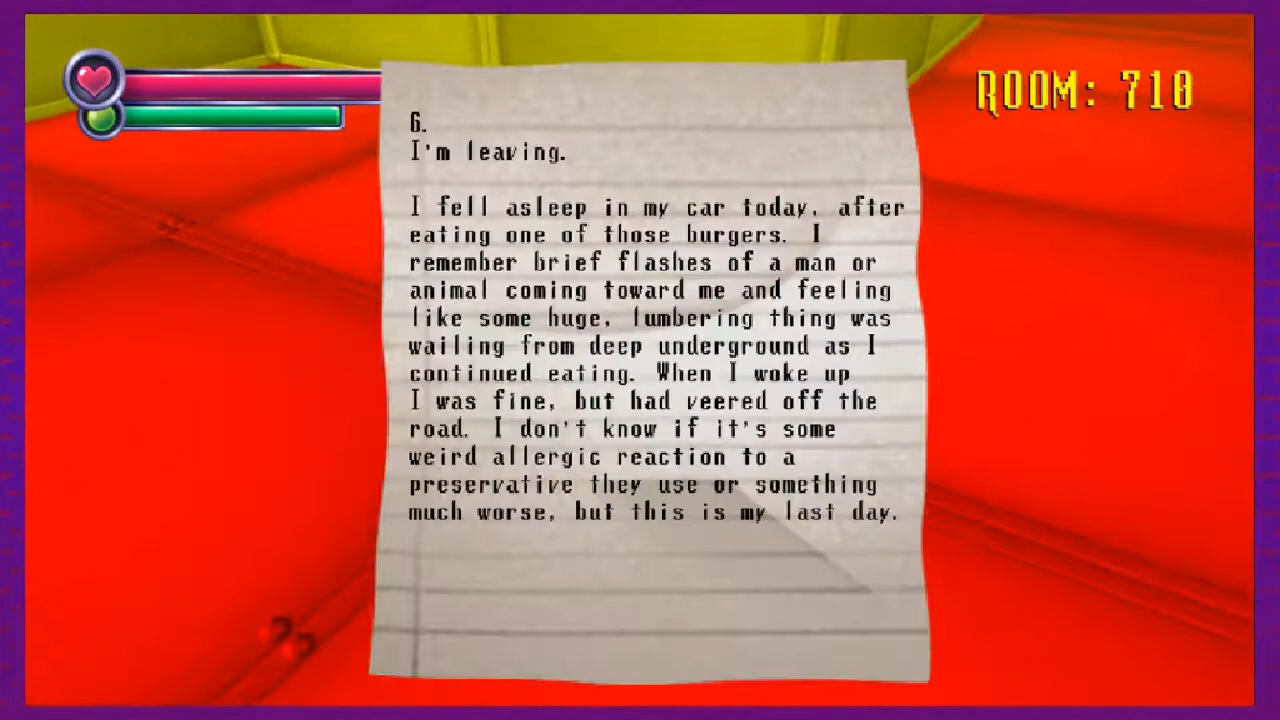 ROOM: 710
6.
I'm leaving.
I fell asleep in my car today, after
eating one of those burgers. I
remember brief flashes of a man or
animal coming toward me and feeling
like some huge, lumbering thing was
wailing from deep underground as I
continued eating. When I woke up
I was fine, but had veered off the
road. I don't know if it's some
weird allergic reaction to a
preservative they use or something
much worse, but this is my last day.